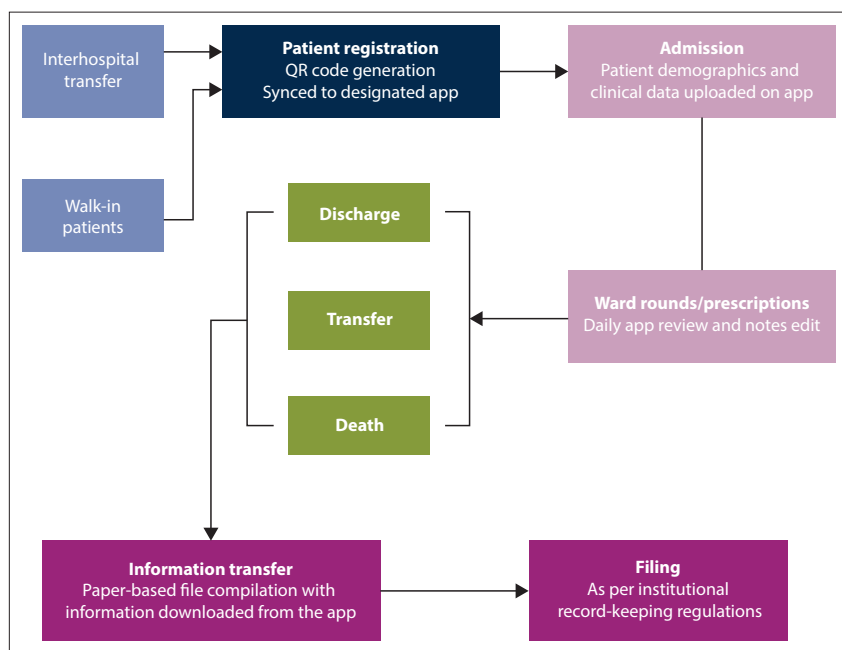 Interhospital
transfer
Patient registration
QR code generation
Synced to designated app
Admission
Patient demographics and
clinical data uploaded on app
Walk-in
patients
Discharge
Transfer
Death
Ward rounds/prescriptions
Daily app review and notes edit
Information transfer
Paper-based file compilation with
information downloaded from the app
Filing
As per institutional
record-keeping regulations